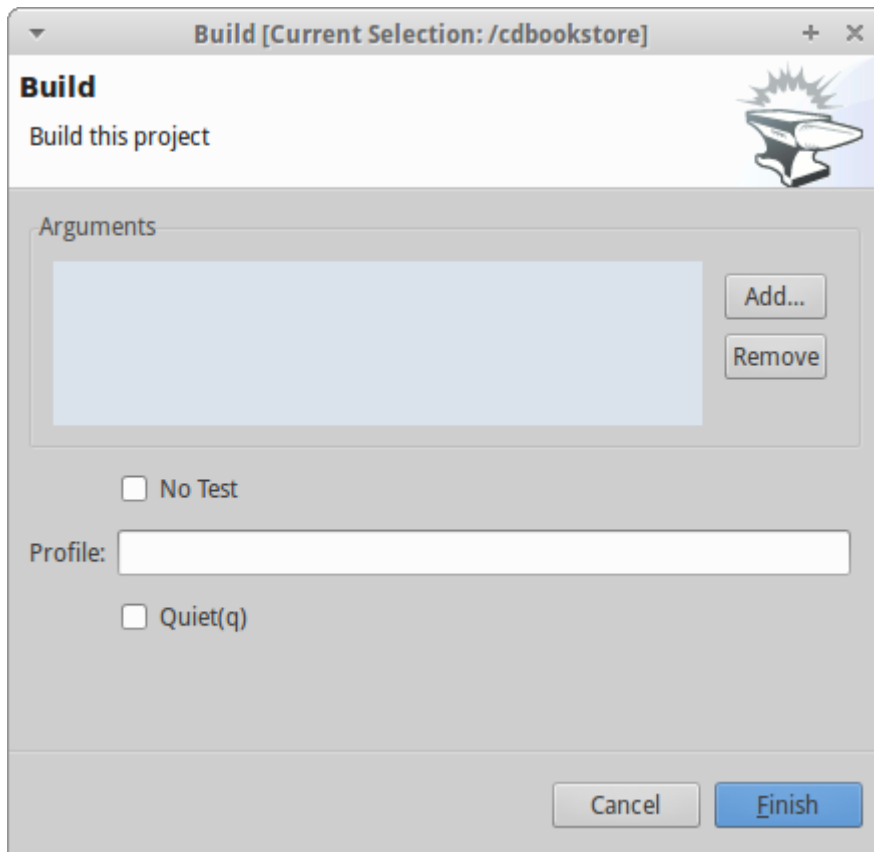 Build [Current Selection: /cdbookstore]
Build
Build this project
Arguments
Add...
Remove
No Test
Profile:
Quiet(q)
Cancel
Finish